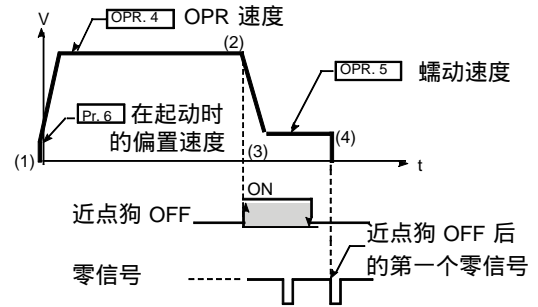 V
OPR. 4 OPR 速度
(2)
OPR. 5 蠕动速度
Pr. 6 在起动时
的偏置速度
(1)
(3)
(4)
t
ON
近点狗 OFF
近点狗 OFF 后
的第一个零信号
零信号